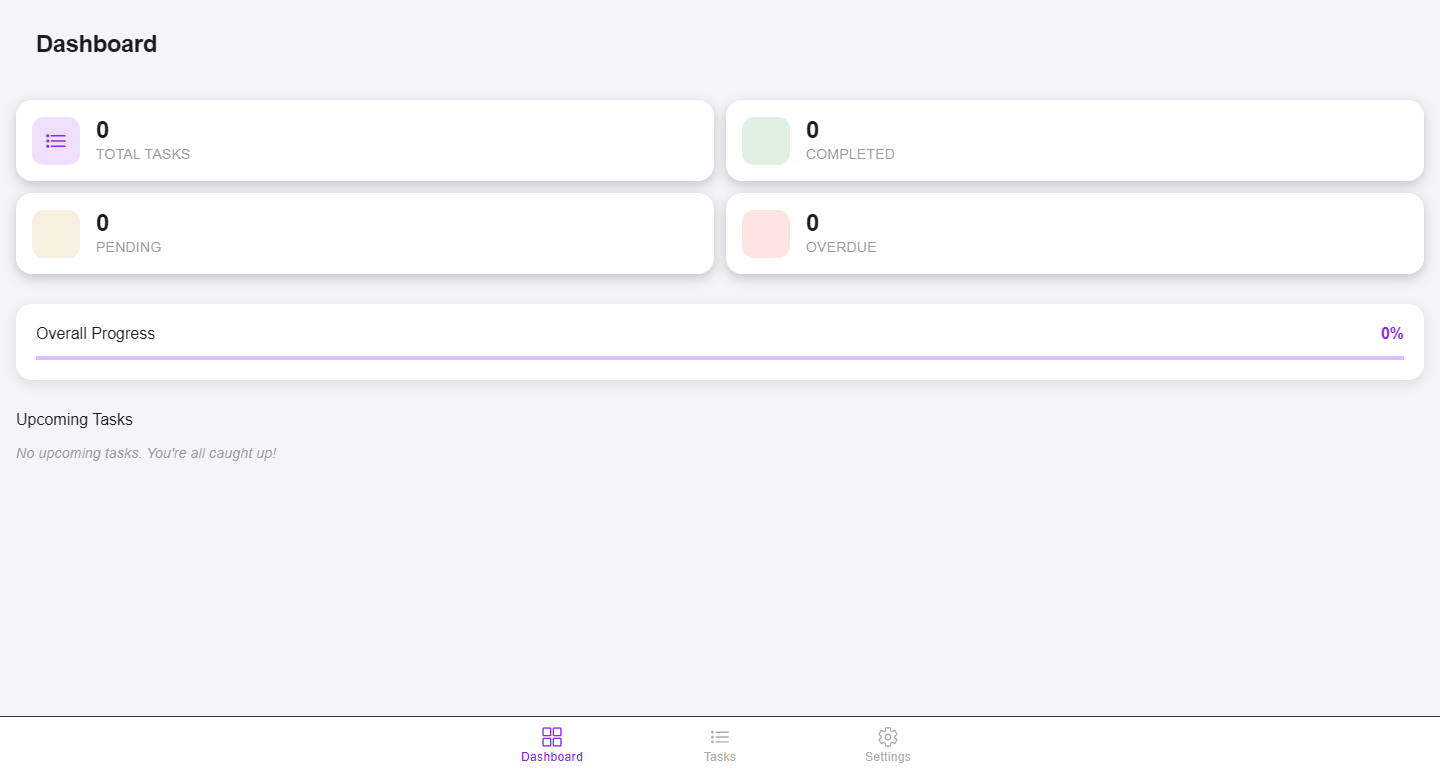 Dashboard
0
TOTAL TASKS
0
COMPLETED
0
PENDING
0
OVERDUE
Overall Progress
0%
Upcoming Tasks
No upcoming tasks. You're all caught up!
Dashboard
Tasks
Settings